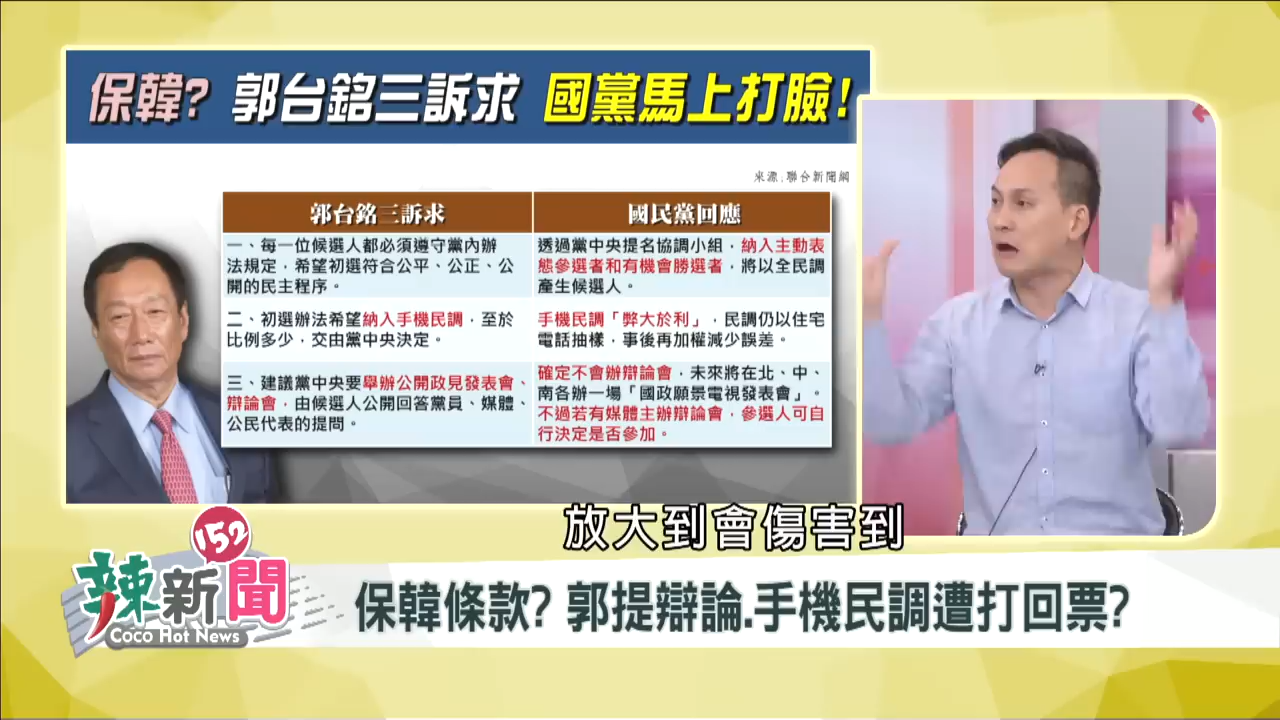 保韓? 郭台銘三訴求 國黨馬上打臉!
來源:聯合新聞網
郭台銘三訴求
國民黨回應
一、每一位候選人都必須遵守黨內辦
法規定，希望初選符合公平、公正、公
開的民主程序。
透過黨中央提名協調小組，納入主動表
態參選者和有機會勝選者，將以全民調
產生候選人。
二、初選辦法希望納入手機民調，至於
比例多少，交由黨中央決定。
手機民調「弊大於利」，民調仍以住宅
電話抽樣，事後再加權減少誤差。
三、建議黨中央要舉辦公開政見發表會、
辯論會，由候選人公開回答黨員、媒體、
公民代表的提問。
確定不會辦辯論會，未來將在北、中、
南各辦一場「國政願景電視發表會」。
不過若有媒體主辦辯論會，參選人可自
行決定是否參加。
放大到會傷害到
152
辣新聞
Coco Hot News
保韓條款? 郭提辯論.手機民調遭打回票?